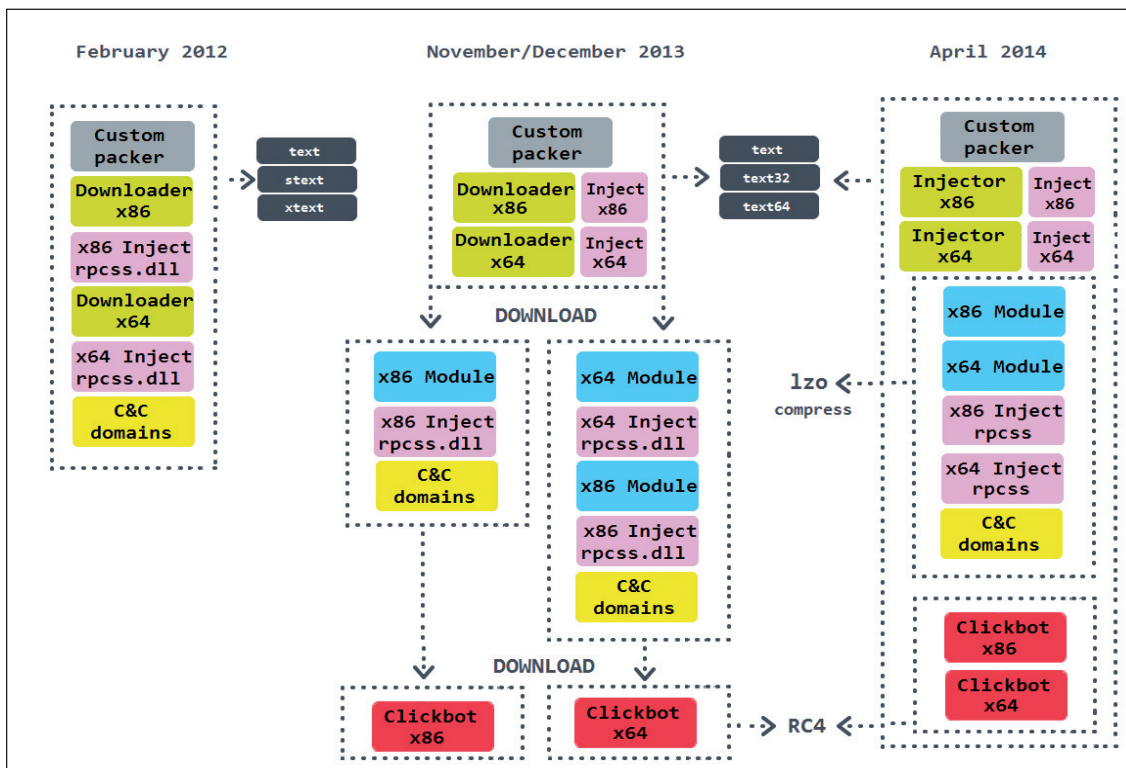 February 2012
Custom
packer
Downloader
x86
x86 Inject
rpcss.dll
Downloader
x64
x64 Inject
rpcss.dll
C&C
domains
text
stext
xtext
November/December 2013
Custom
packer
Downloader
x86
Inject
x86
Downloader
x64
Inject
x64
text
text32
text64
DOWNLOAD
x86 Module
x86 Inject
rpcss.dll
C&C
domains
x64 Module
x64 Inject
rpcss.dll
x86 Module
x86 Inject
rpcss.dll
C&C
domains
DOWNLOAD
Clickbot
x86
Clickbot
x64
RC4
April 2014
Custom
packer
Injector
x86
Inject
x86
Injector
x64
Inject
x64
x86 Module
x64 Module
x86 Inject
rpcss
x64 Inject
rpcss
C&C
domains
lzo
compress
Clickbot
x86
Clickbot
x64